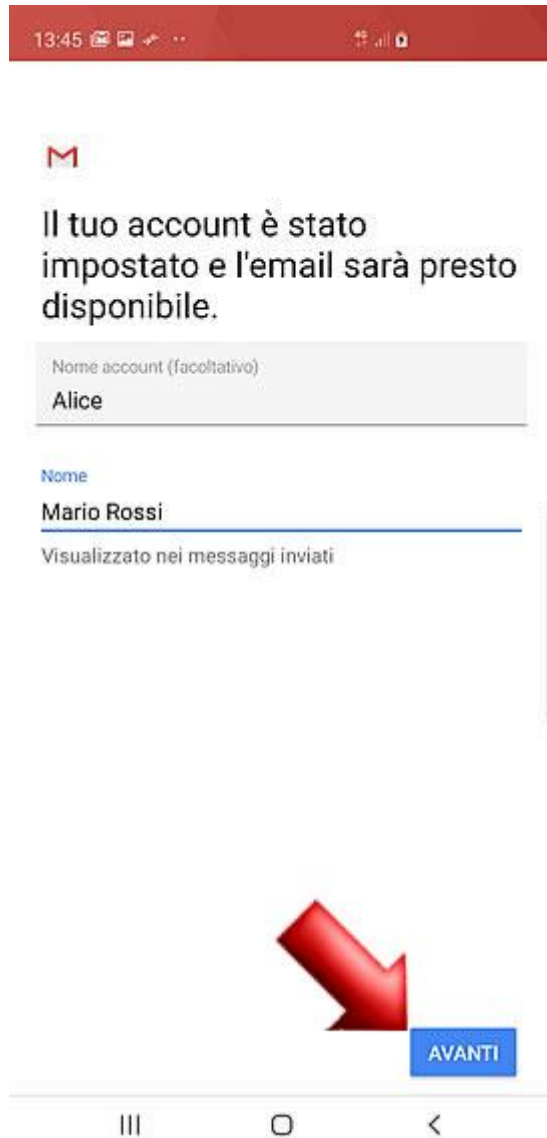 13:45
Il tuo account è stato
impostato e l'email sarà presto
disponibile.
Nome account (facoltativo)
Alice
Nome
Mario Rossi
Visualizzato nei messaggi inviati
AVANTI